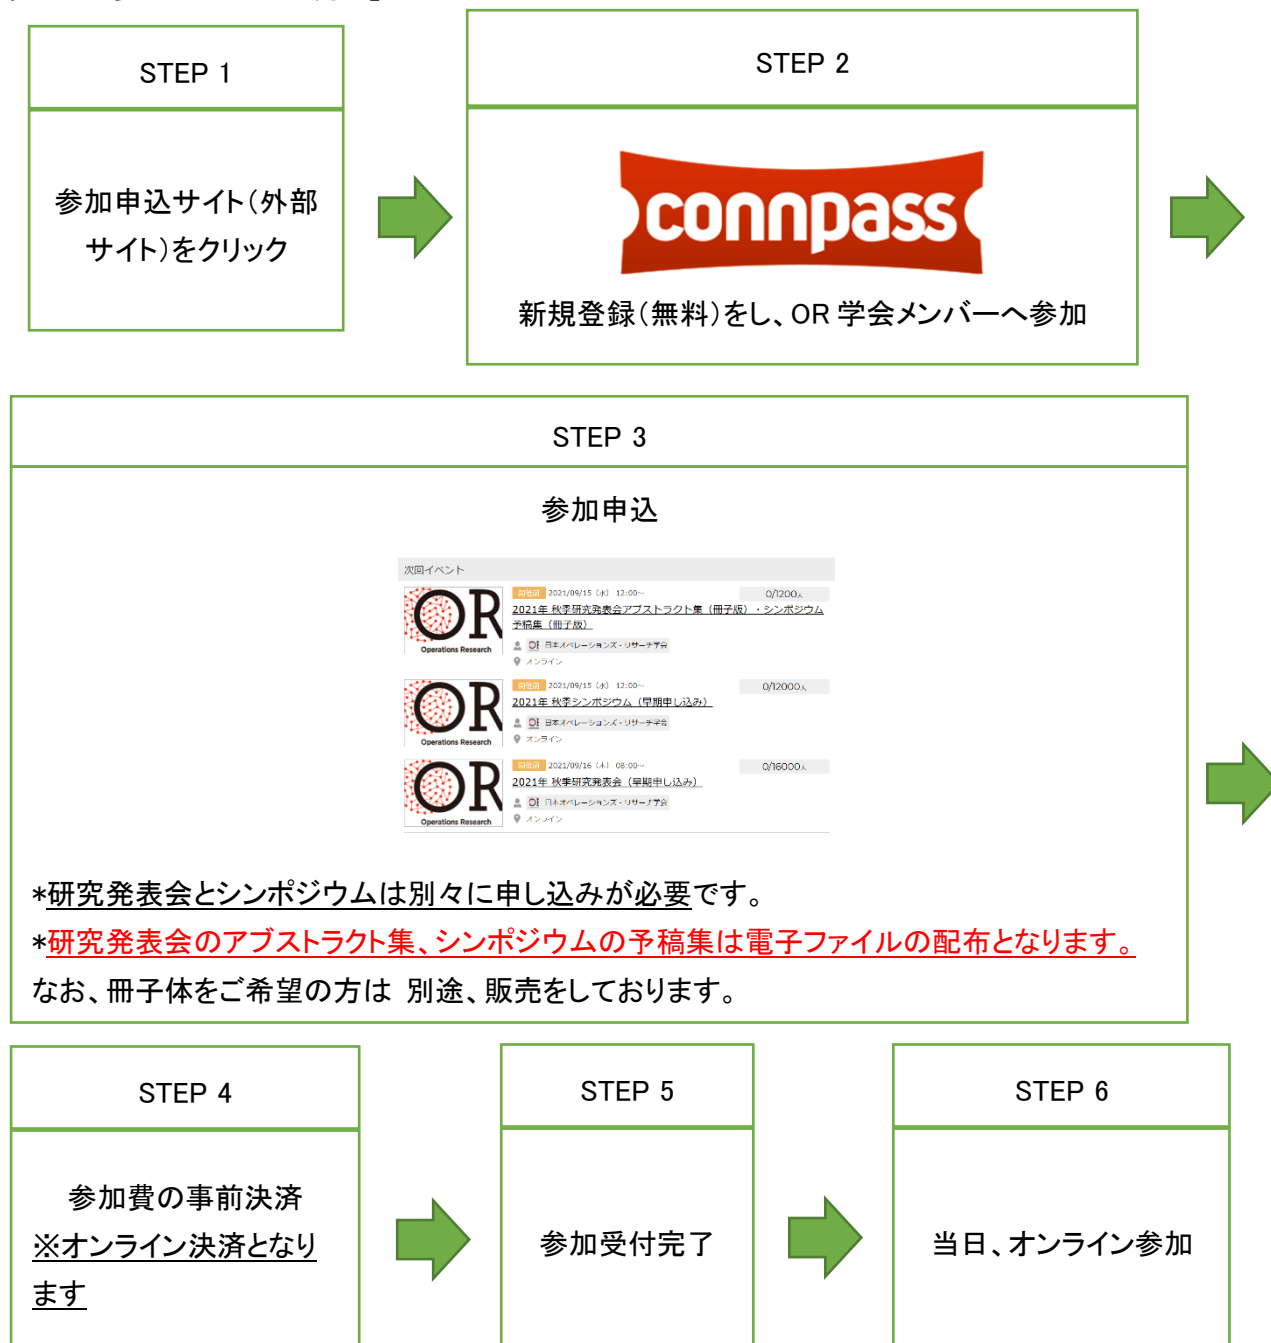 STEP 1
参加申込サイト（外部
サイト）をクリック
STEP 2
connpass
新規登録（無料）をし、OR 学会メンバーへ参加
STEP 3
参加申込
次回イベント
OR
Operations Research
2021/09/15（水） 12:00～
0/1200人
2021年 秋季研究発表会アブストラクト集（冊子版）・シンポジウム
予稿集（冊子版）
日本オペレーションズ・リサーチ学会
オンライン
OR
Operations Research
2021/09/15（水） 12:00～
0/12000人
2021年 秋季シンポジウム（早期申し込み）
日本オペレーションズ・リサーチ学会
オンライン
OR
Operations Research
2021/09/16（木） 08:00～
0/16000人
2021年 秋季研究発表会（早期申し込み）
日本オペレーションズ・リサーチ学会
オンライン
*研究発表会とシンポジウムは別々に申し込みが必要です。
*研究発表会のアブストラクト集、シンポジウムの予稿集は電子ファイルの配布となります。
なお、冊子体をご希望の方は 別途、販売をしております。
STEP 4
参加費の事前決済
※オンライン決済となり
ます
STEP 5
参加受付完了
STEP 6
当日、オンライン参加